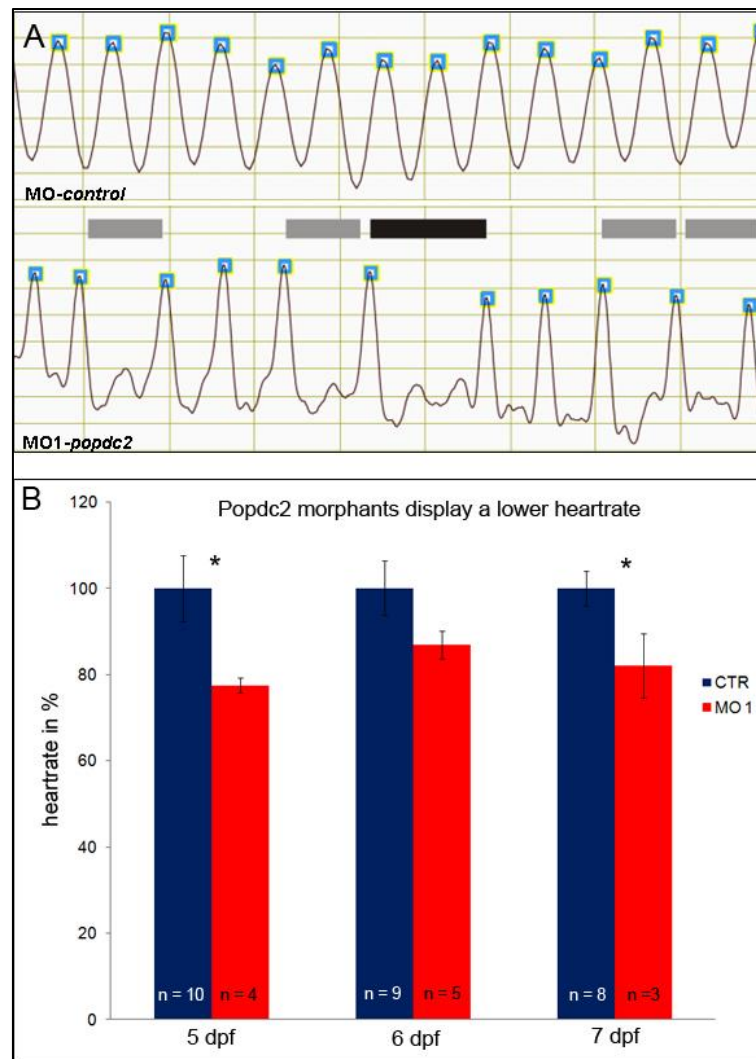 A
MO-control
MO1-popdc2
B
Popdc2 morphants display a lower heartrate
120
100
80
60
40
20
0
heartrate in %
*
*
CTR
MO 1
n = 10
n = 4
n = 9
n = 5
n = 8
n =3
5 dpf
6 dpf
7 dpf